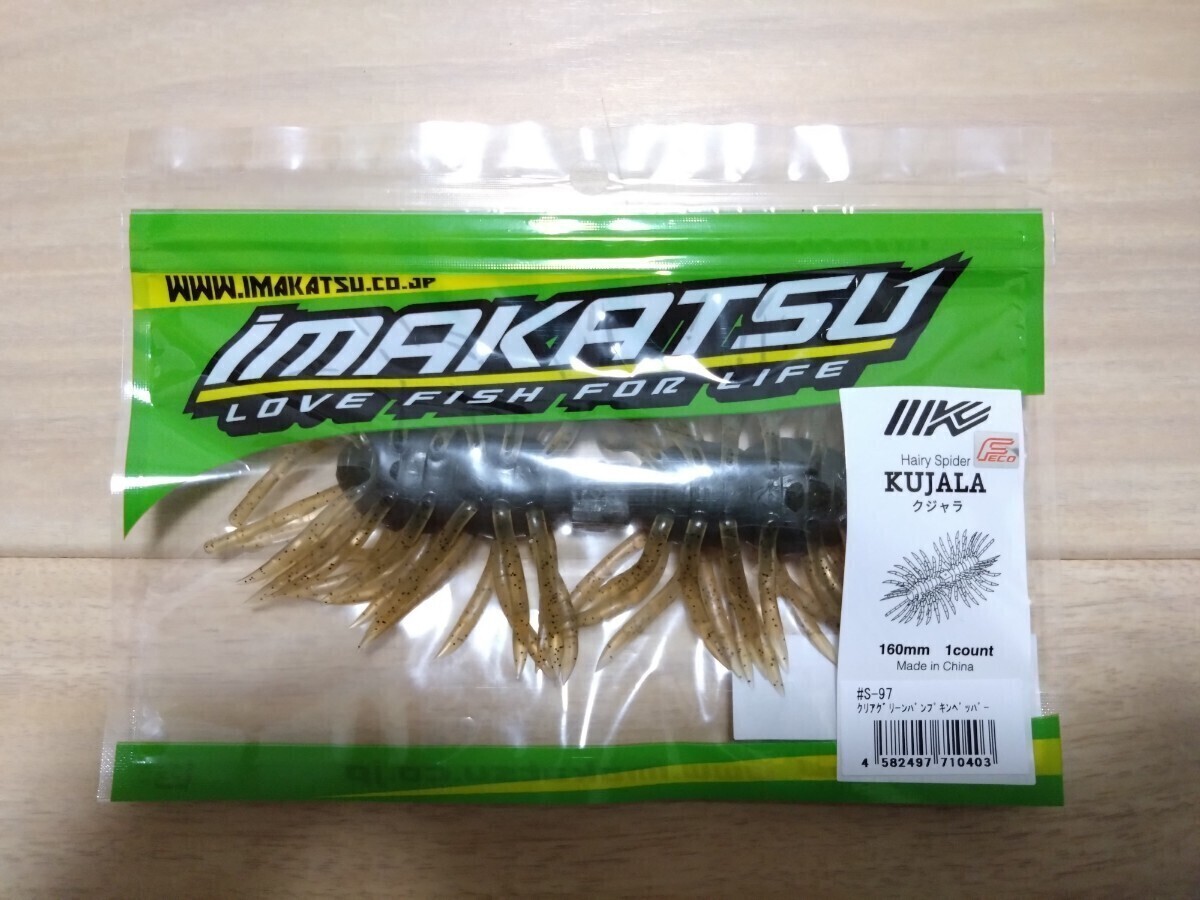 WWW.IMAKATSU.CO.JP
iMAKATSU
LOVE FISH FOR LIFE
IK
Feco
Hairy Spider
KUJALA
クジャラ
160mm 1count
Made in China
#S-97
ｸﾘｱｸﾞﾘｰﾝﾊﾟﾝﾌﾟｷﾝﾍﾟｯﾊﾟｰ
4 582497 710403